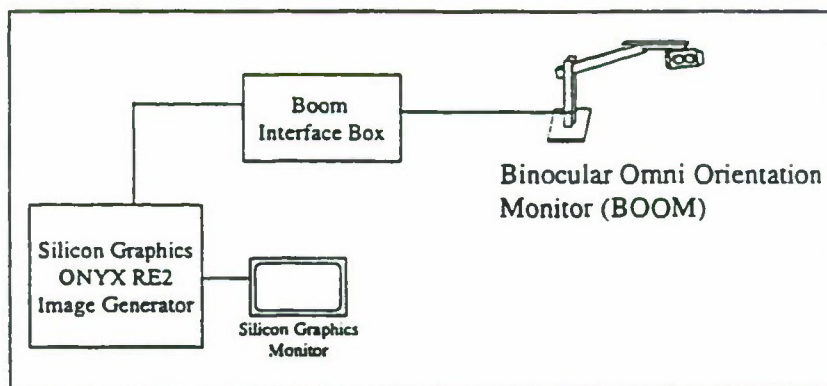 Boom
Interface Box
Binocular Omni Orientation
Monitor (BOOM)
Silicon Graphics
ONYX RE2
Image Generator
Silicon Graphics
Monitor